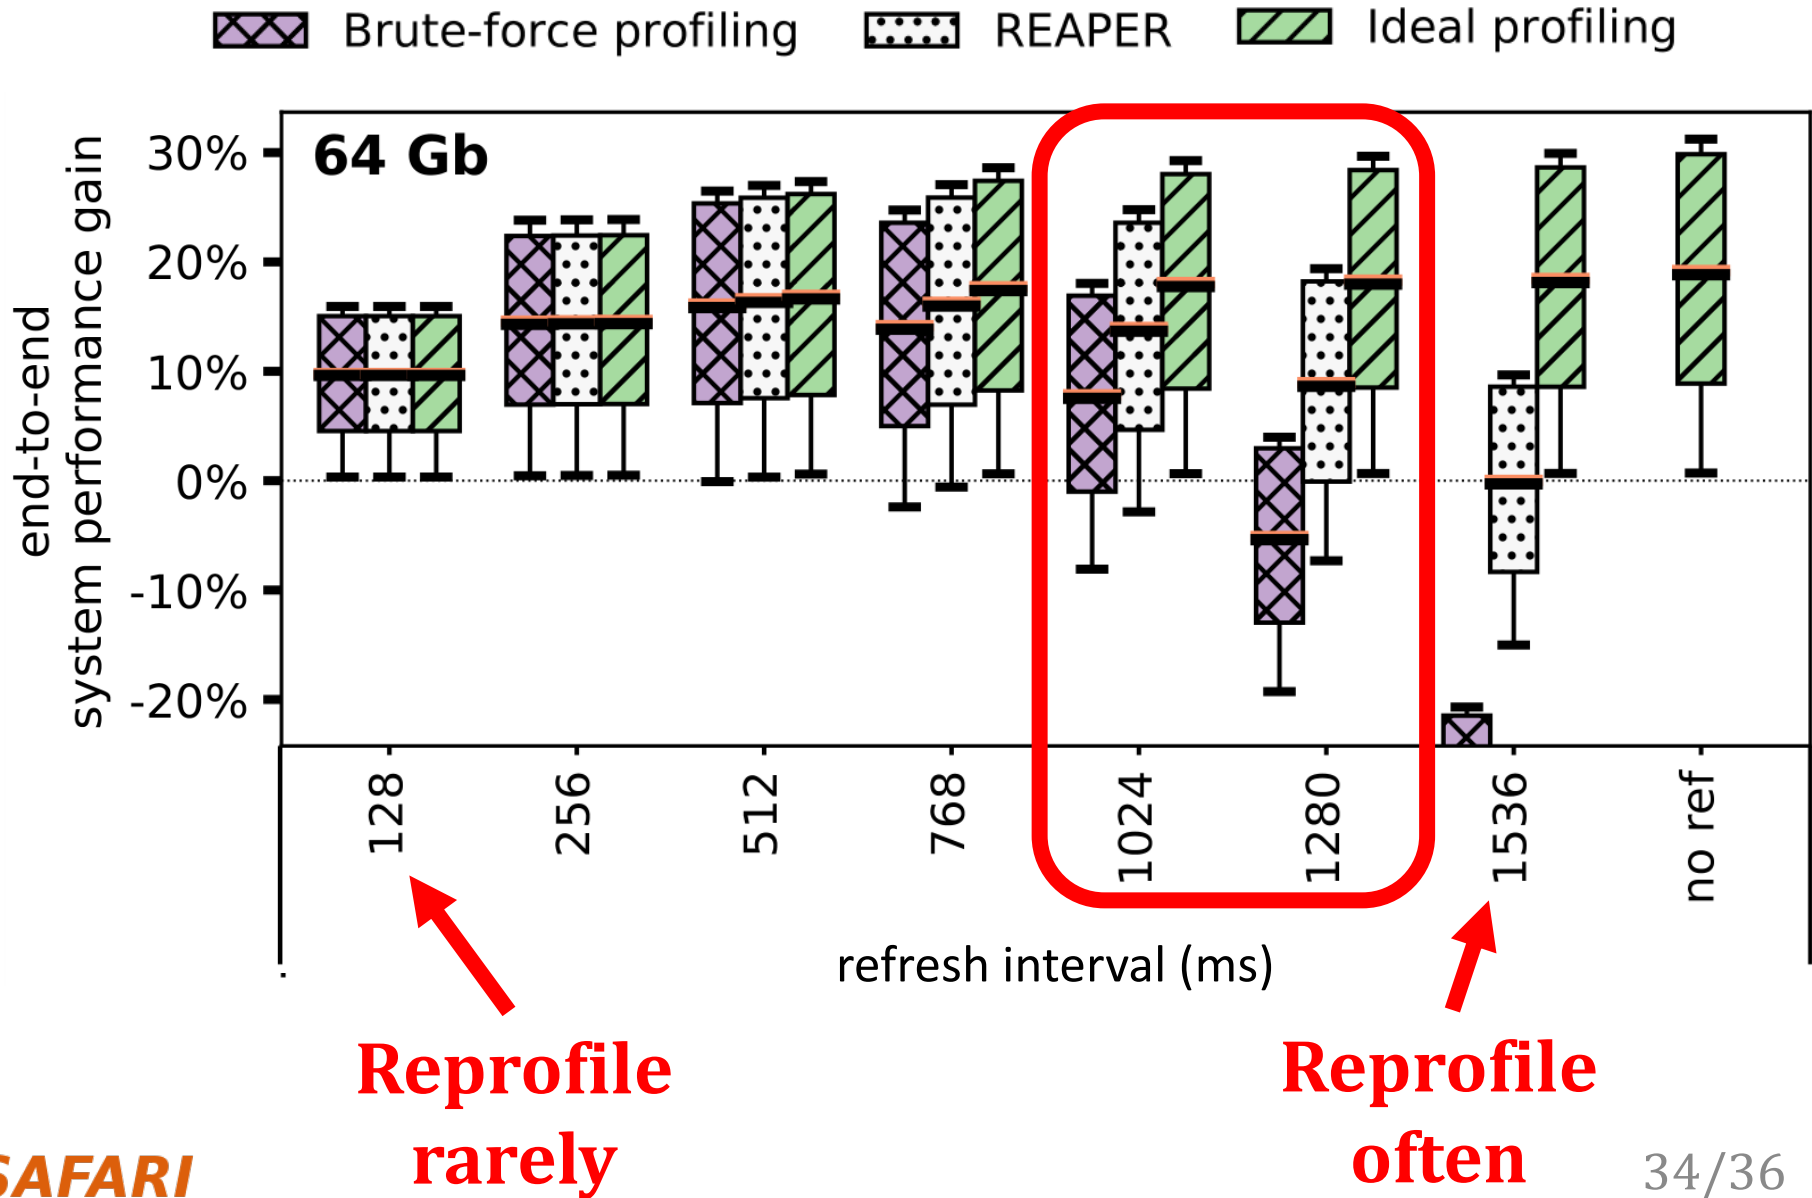 Brute-force profiling REAPER Ideal profiling
64 Gb
end-to-end
system performance gain
30%
20%
10%
0%
-10%
-20%
128 256 512 768 1024 1280 1536 no ref
refresh interval (ms)
Reprofile
rarely
Reprofile
often
SAFARI
34/36